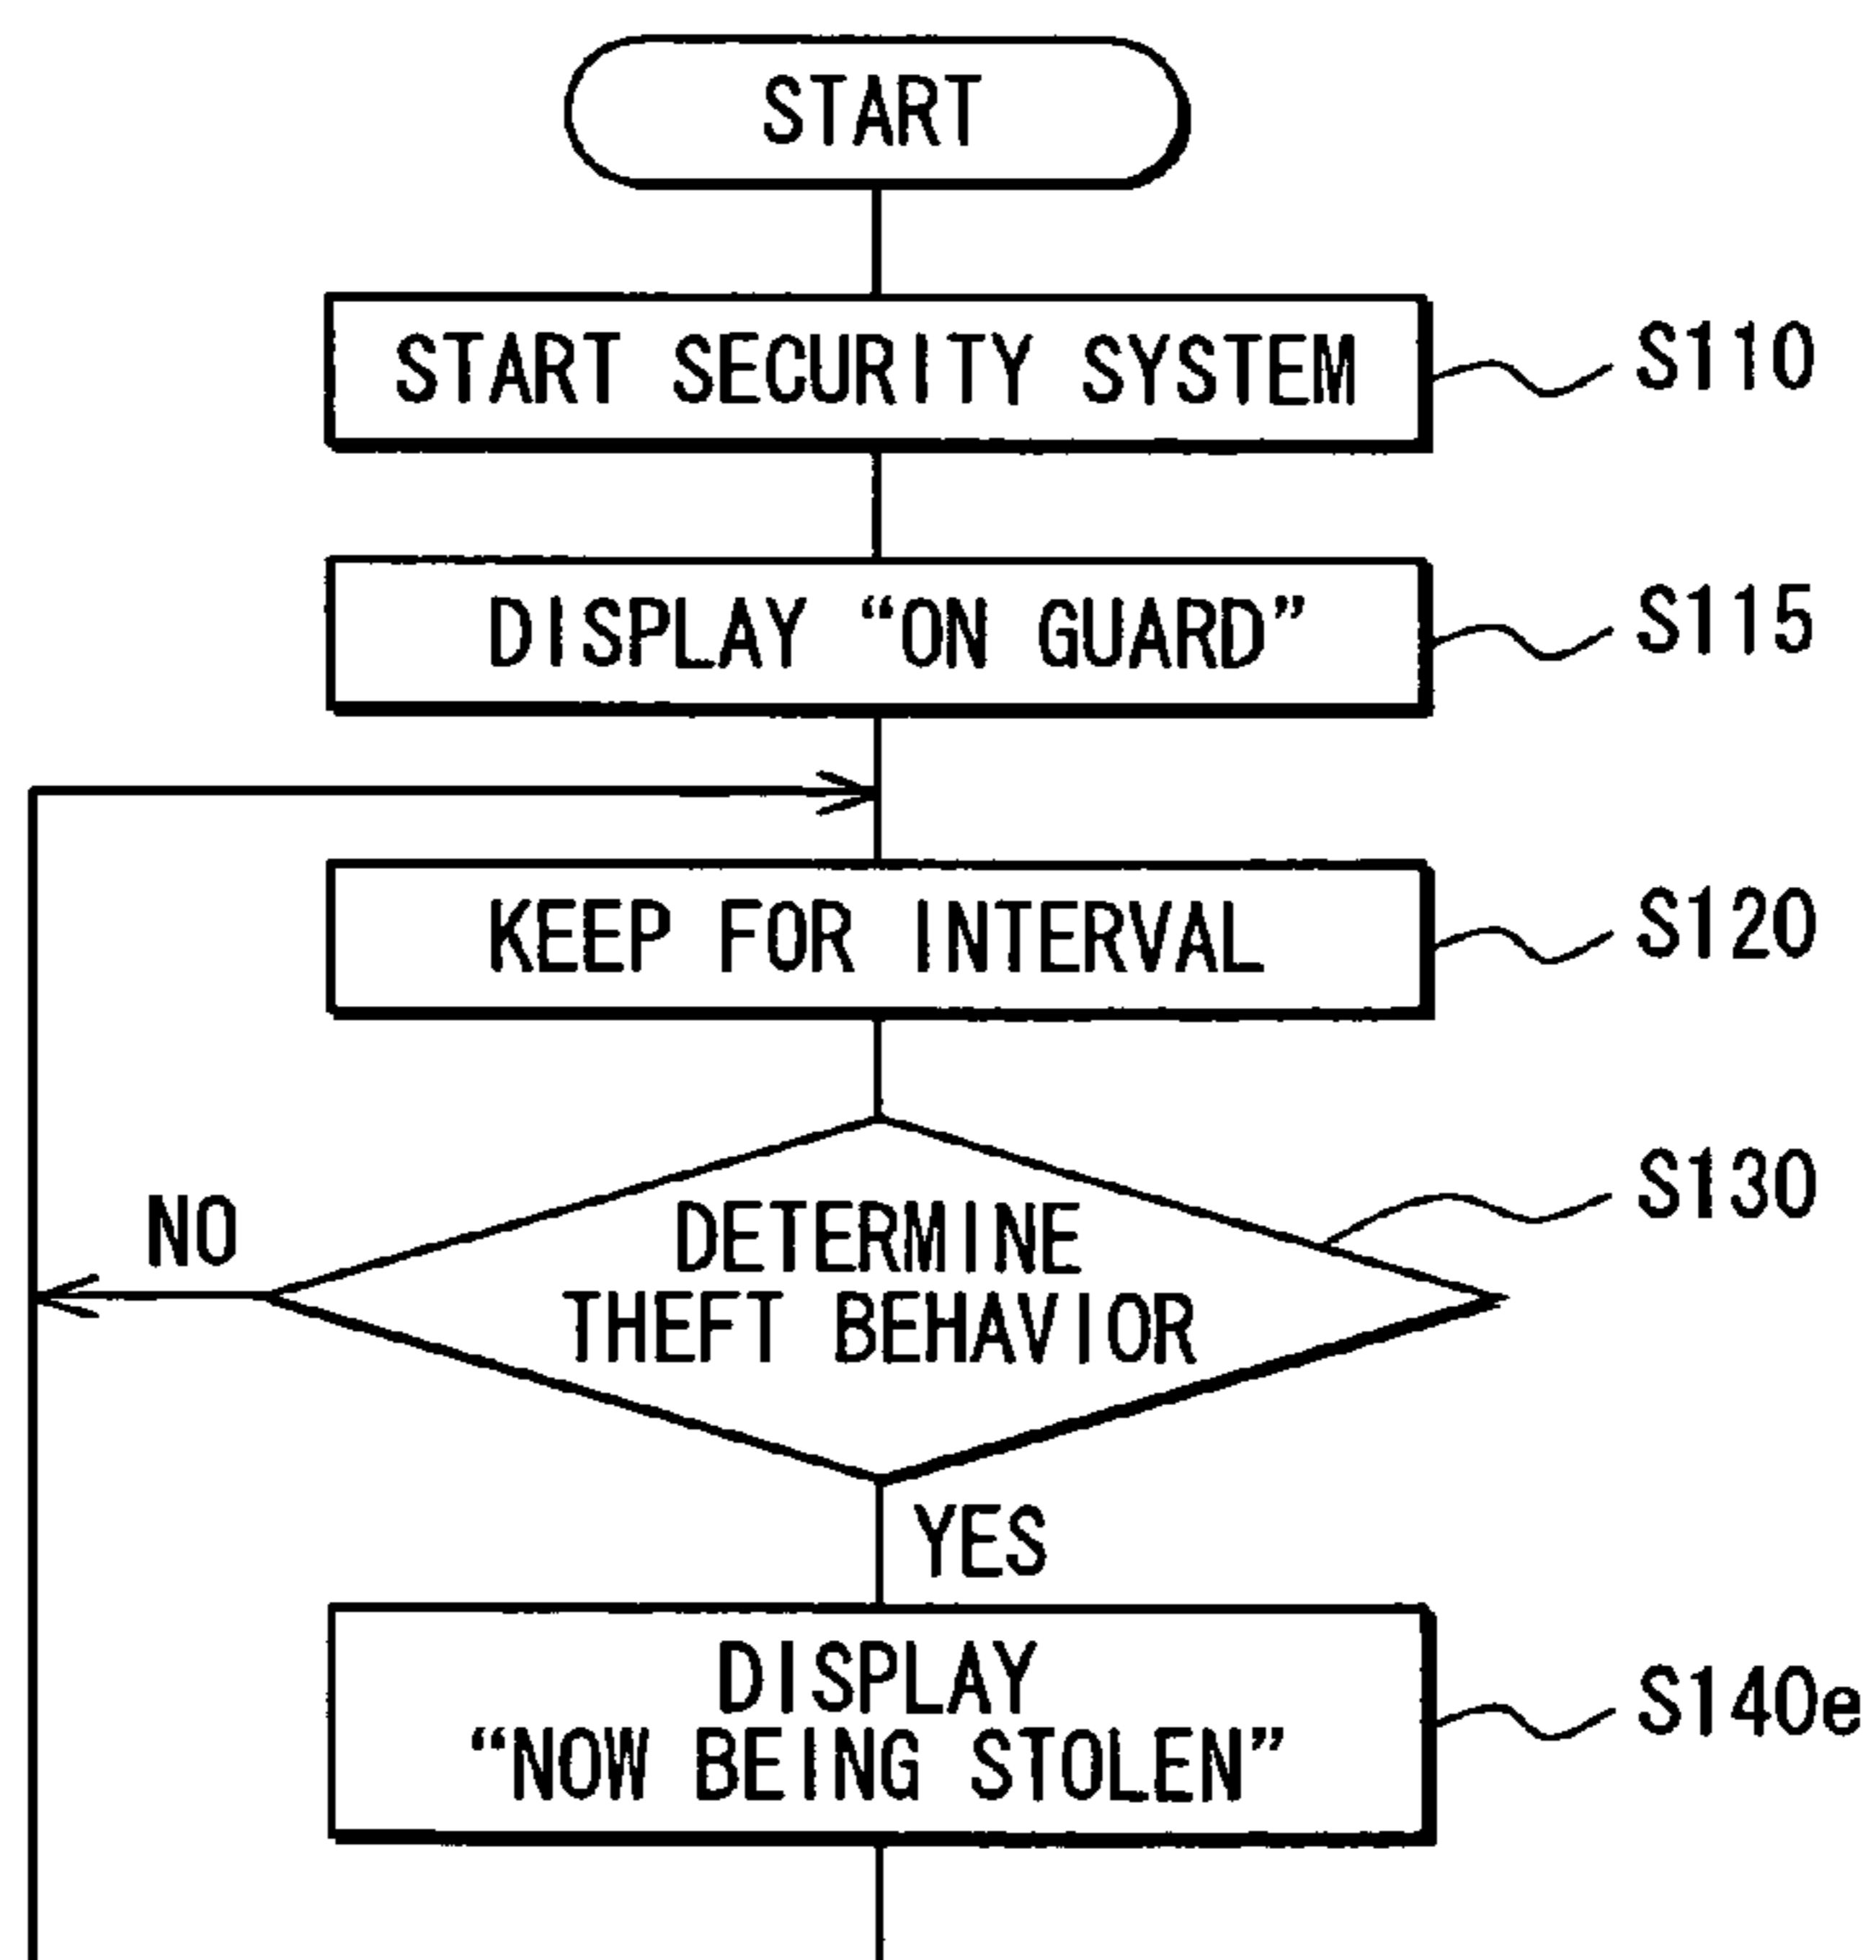 START
START SECURITY SYSTEM
S110
DISPLAY “ON GUARD”
S115
KEEP FOR INTERVAL
S120
DETERMINE
THEFT BEHAVIOR
S130
NO
YES
DISPLAY
“NOW BEING STOLEN”
S140e